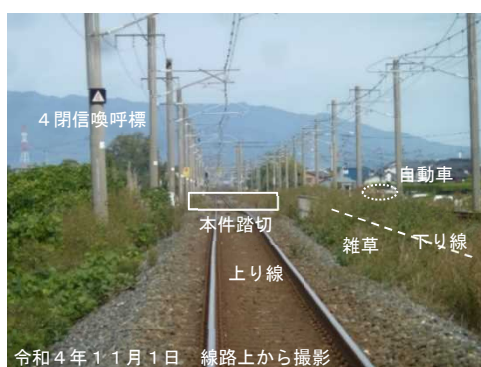 ４閉信喚呼標
自動車
本件踏切
雑草
下り線
上り線
令和４年１１月１日　線路上から撮影